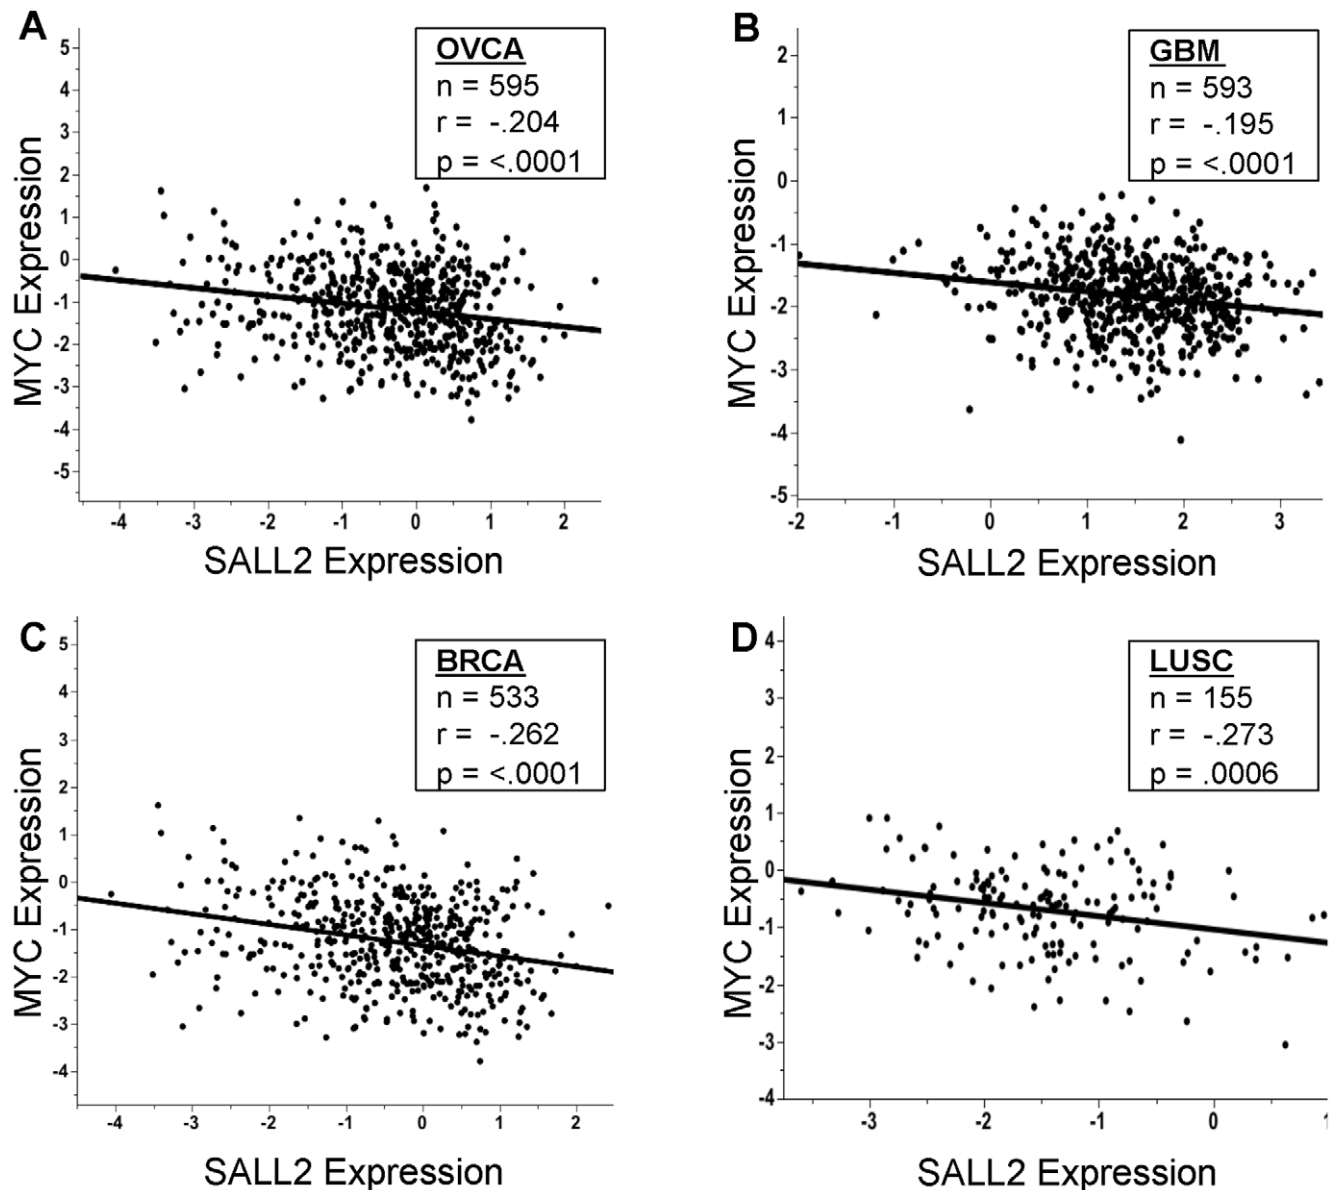 A
OVCA
n = 595
r = -.204
p = <.0001
5
4
3
2
1
0
-1
-2
-3
-4
-5
MYC Expression
-4 -3 -2 -1 0 1 2
SALL2 Expression
B
GBM
n = 593
r = -.195
p = <.0001
2
1
0
-1
-2
-3
-4
-5
MYC Expression
-2 -1 0 1 2 3
SALL2 Expression
C
BRCA
n = 533
r = -.262
p = <.0001
5
4
3
2
1
0
-1
-2
-3
-4
MYC Expression
-4 -3 -2 -1 0 1 2
SALL2 Expression
D
LUSC
n = 155
r = -.273
p = .0006
4
3
2
1
0
-1
-2
-3
-4
MYC Expression
-3 -2 -1 0 1
SALL2 Expression